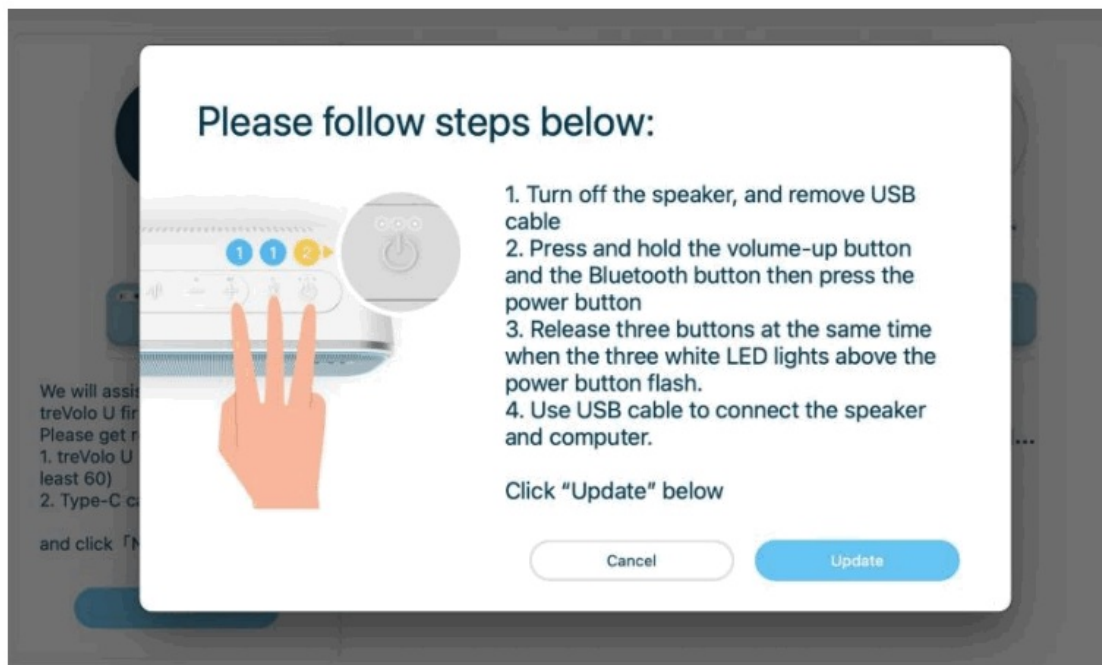 Please follow steps below:
1
1
2
1. Turn off the speaker, and remove USB
cable
2. Press and hold the volume-up button
and the Bluetooth button then press the
power button
3. Release three buttons at the same time
when the three white LED lights above the
power button flash.
4. Use USB cable to connect the speaker
and computer.
Click “Update” below
Cancel
Update
We will assis
treVolo U fir
Please get r
1. treVolo U
least 60)
2. Type-C ca
and click「N
...